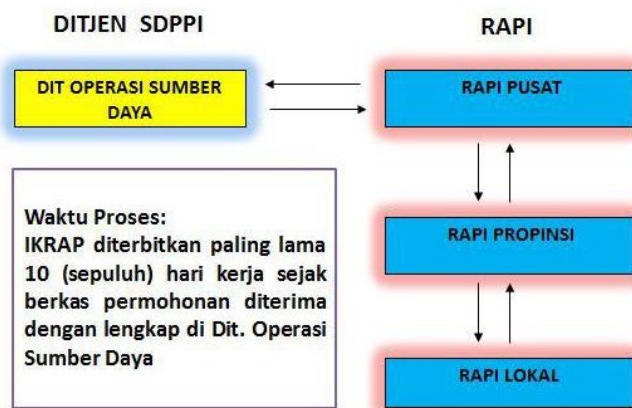 DITJEN SDPPI
RAPI
DIT OPERASI SUMBER
DAYA
RAPI PUSAT
Waktu Proses:
IKRAP diterbitkan paling lama
10 (sepuluh) hari kerja sejak
berkas permohonan diterima
dengan lengkap di Dit. Operasi
Sumber Daya
RAPI PROPINSI
RAPI LOKAL